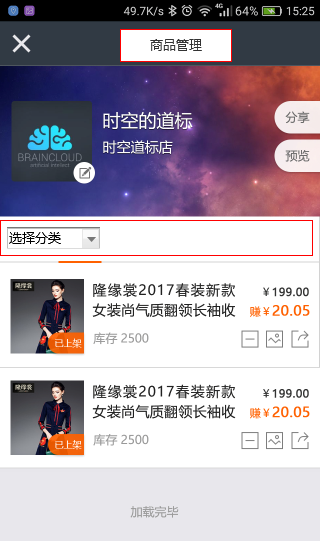 49.7K/s 4G 64% 15:25
商品管理
时空的道标
时空道标店
BRAINCLOUD
artificial intellect
分享
预览
选择分类
隆缘裳
已上架
隆缘裳2017春装新款
女装尚气质翻领长袖收
库存 2500
¥199.00
赚¥20.05
隆缘裳
已上架
隆缘裳2017春装新款
女装尚气质翻领长袖收
库存 2500
¥199.00
赚¥20.05
加载完毕